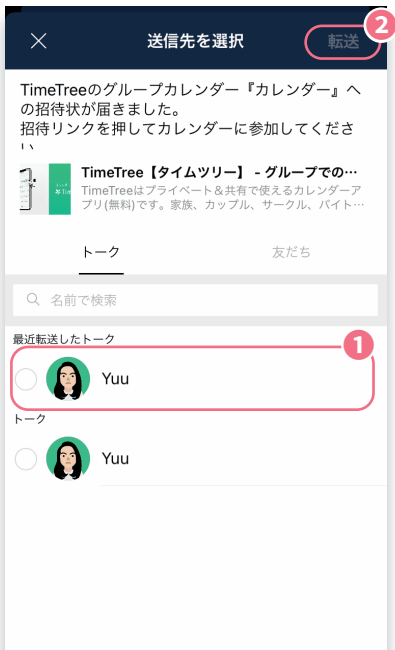 2
送信先を選択
転送
TimeTreeのグループカレンダー『カレンダー』へ
の招待状が届きました。
招待リンクを押してカレンダーに参加してくださ
TimeTree【タイムツリー】 - グループでの…
TimeTreeはプライベート＆共有で使えるカレンダーア
プリ(無料)です。家族、カップル、サークル、バイト…
トーク
友だち
名前で検索
最近転送したトーク
1
Yuu
トーク
Yuu